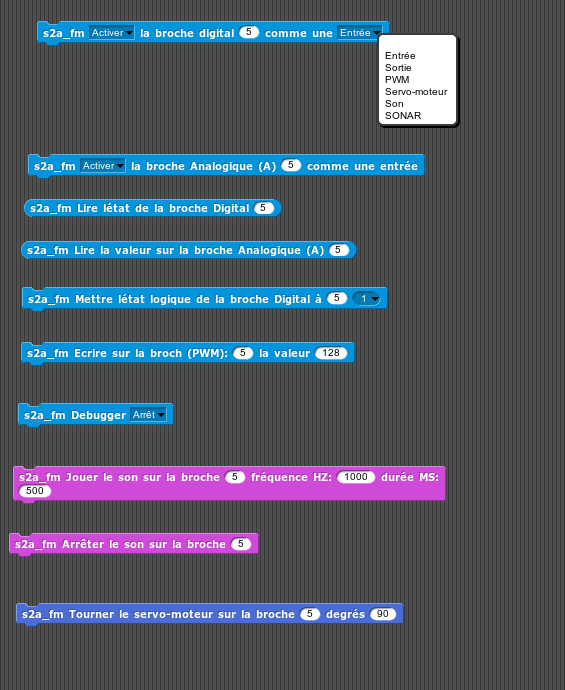 s2a_fm Activer la broche digital 5 comme une Entrée
Entrée
Sortie
PWM
Servo-moteur
Son
SONAR
s2a_fm Activer la broche Analogique (A) 5 comme une entrée
s2a_fm Lire létat de la broche Digital 5
s2a_fm Lire la valeur sur la broche Analogique (A) 5
s2a_fm Mettre létat logique de la broche Digital à 5 1
s2a_fm Ecrire sur la broch (PWM): 5 la valeur 128
s2a_fm Debugger Arrêt
s2a_fm Jouer le son sur la broche 5 fréquence HZ: 1000 durée MS:
500
s2a_fm Arrêter le son sur la broche 5
s2a_fm Tourner le servo-moteur sur la broche 5 degrés 90